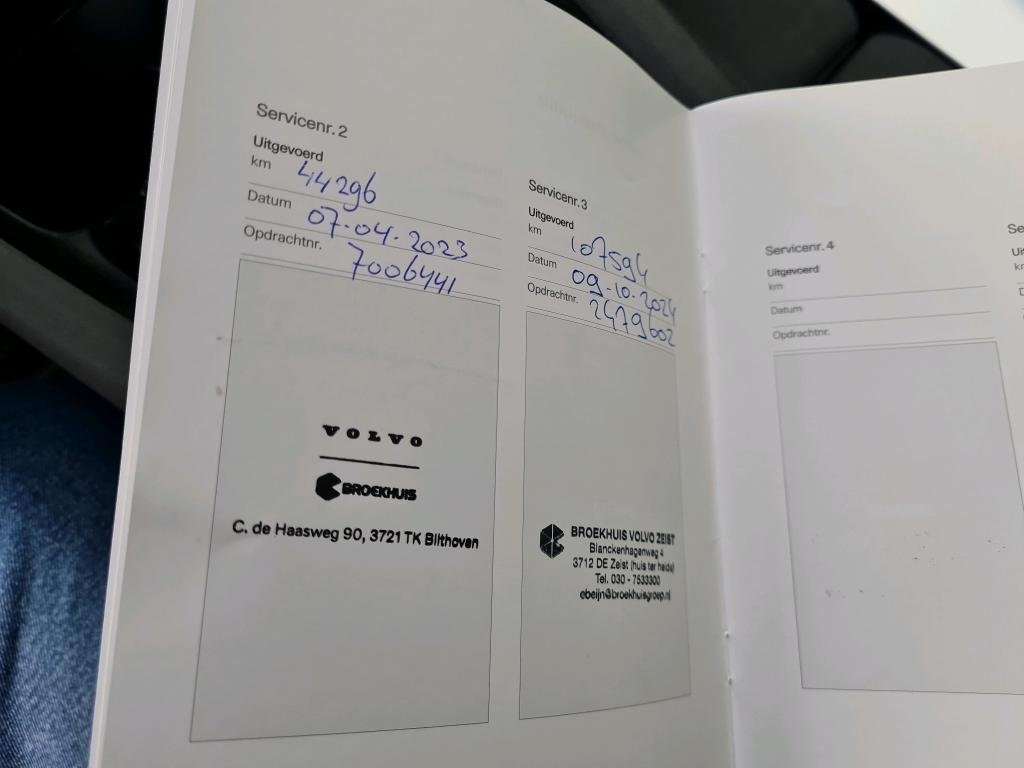 Servicenr. 2
Uitgevoerd
km 44296
Datum 07-04-2023
Opdrachtnr. 7006441
VOLVO
BROEKHUIS
C. de Haasweg 90, 3721 TK Bilthoven
Servicenr. 3
Uitgevoerd
km 107594
Datum 09-10-2024
Opdrachtnr. 2479602
BROEKHUIS VOLVO ZEIST
Blanckenhagenweg 4
3712 DE Zeist (huis ter heide)
Tel. 030 - 7533300
ebeijn@broekhuisgroep.nl
Servicenr. 4
Uitgevoerd
km
Datum
Opdrachtnr.